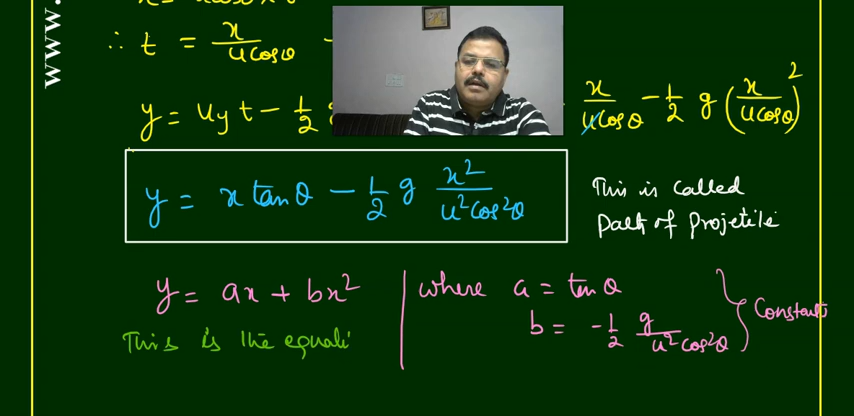 www.
∴ t = x/(u cosθ)
y = u_y t − 1/2
x/(u cosθ) − 1/2 g (x/(u cosθ))²
y = x tanθ − 1/2 g x²/(u² cos²θ)
This is called
Path of Projetile
y = ax + bx²
where a = tanθ
b = −1/2 g/(u² cos²θ)
Constants
This is the equati